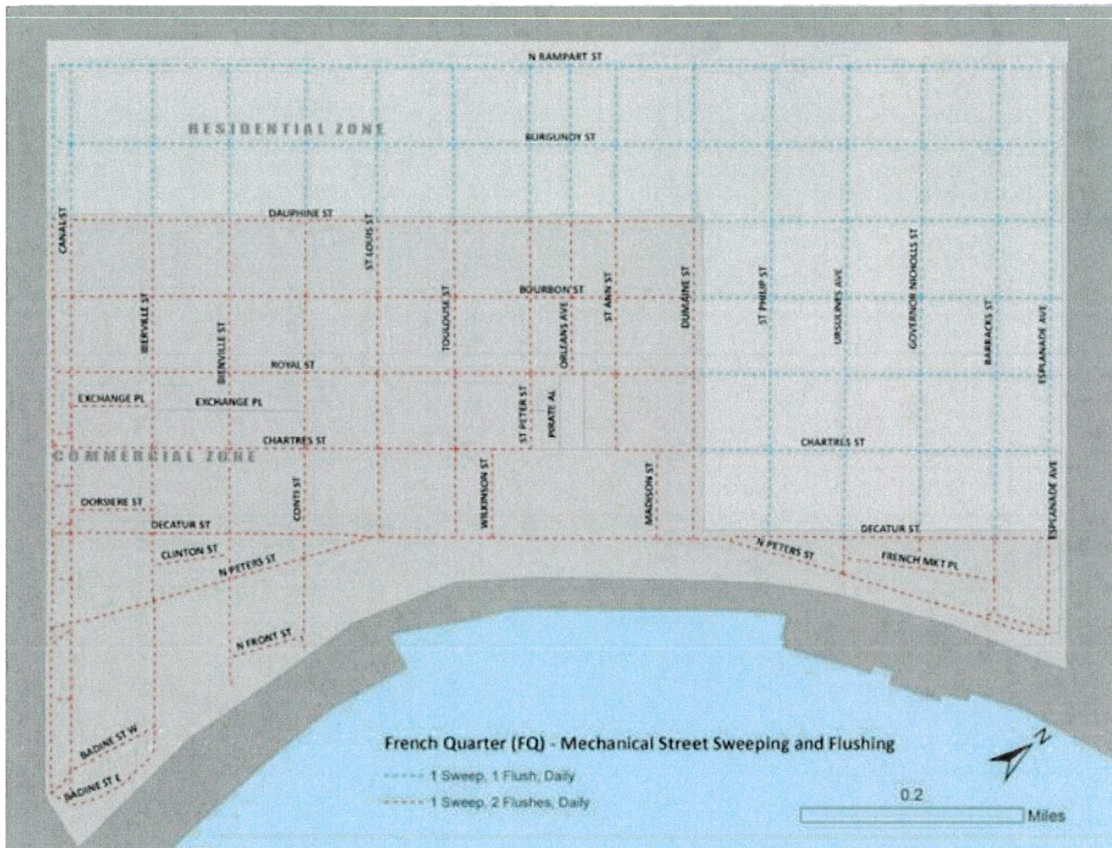 N RAMPART ST
RESIDENTIAL ZONE
BURGUNDY ST
DAUPHINE ST
CANAL ST
ST LOUIS ST
BOURBON ST
IBERVILLE ST
BIENVILLE ST
TOULOUSE ST
ORLEANS AVE
ST ANN ST
DUMAINE ST
ST PHILIP ST
URSULINES AVE
GOVERNOR NICHOLLS ST
BARRACKS ST
ESPLANADE AVE
ROYAL ST
EXCHANGE PL
EXCHANGE PL
ST PETER ST
PIRATE AL
CHARTRES ST
CHARTRES ST
COMMERCIAL ZONE
CONTI ST
WILKINSON ST
MADISON ST
ESPLANADE AVE
DORSIERE ST
DECATUR ST
DECATUR ST
CLINTON ST
N PETERS ST
N PETERS ST
FRENCH MKT PL
N FRONT ST
BADINE ST W
BADINE ST E
French Quarter (FQ) - Mechanical Street Sweeping and Flushing
1 Sweep, 1 Flush, Daily
1 Sweep, 2 Flushes, Daily
N
0.2
Miles